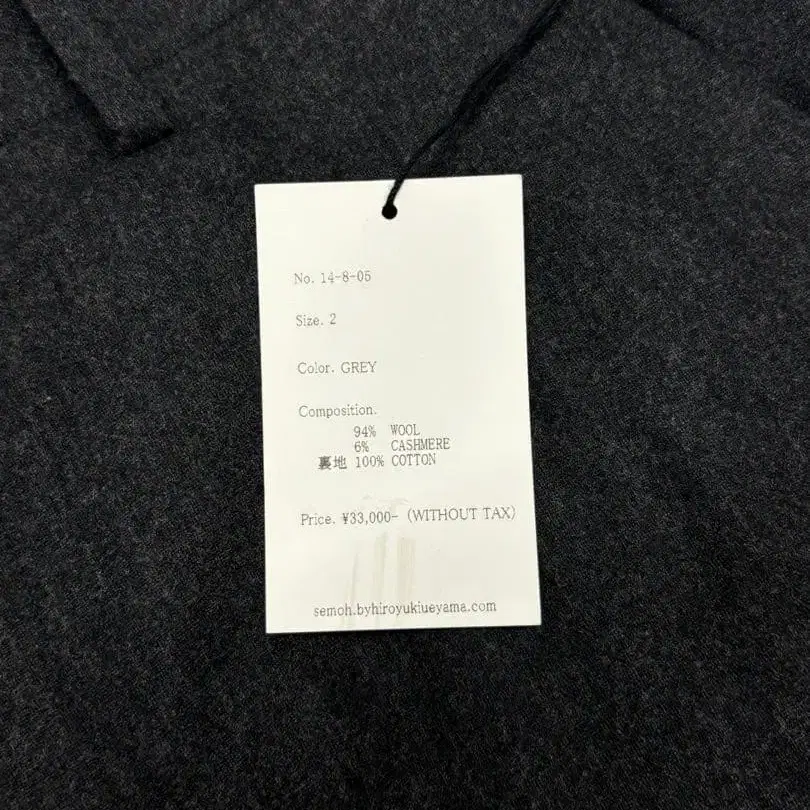 No. 14-8-05
Size. 2
Color. GREY
Composition.
94% WOOL
6% CASHMERE
裏地 100% COTTON
Price. ¥33,000- (WITHOUT TAX)
semoh.byhiroyukiueyama.com